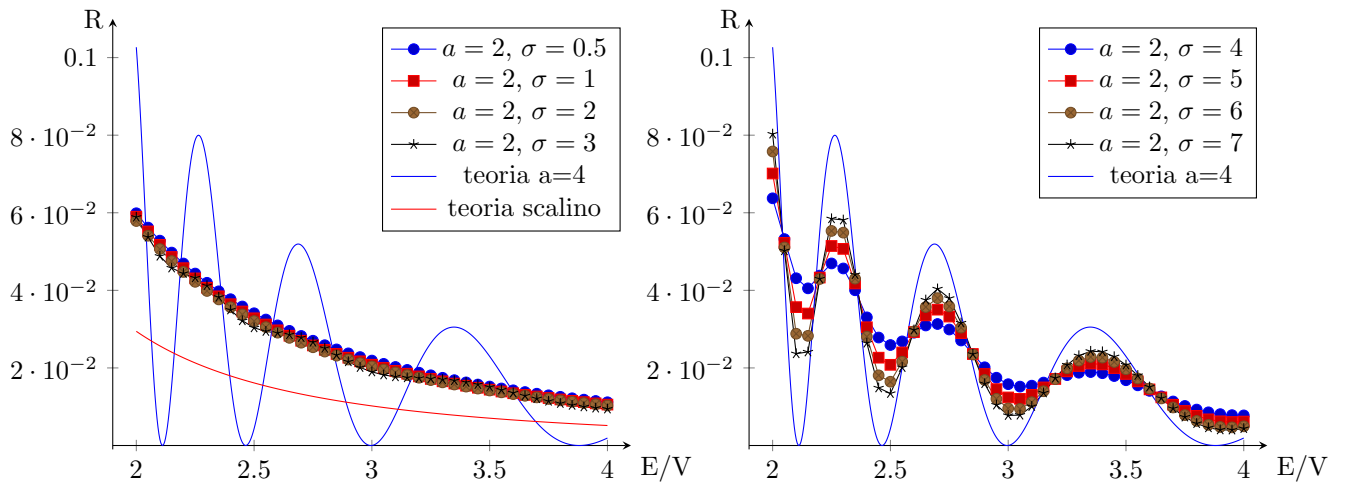 R
0.1
8 · 10⁻²
6 · 10⁻²
4 · 10⁻²
2 · 10⁻²
2
2.5
3
3.5
4
E/V
a = 2, σ = 0.5
a = 2, σ = 1
a = 2, σ = 2
a = 2, σ = 3
teoria a=4
teoria scalino
R
0.1
8 · 10⁻²
6 · 10⁻²
4 · 10⁻²
2 · 10⁻²
2
2.5
3
3.5
4
E/V
a = 2, σ = 4
a = 2, σ = 5
a = 2, σ = 6
a = 2, σ = 7
teoria a=4